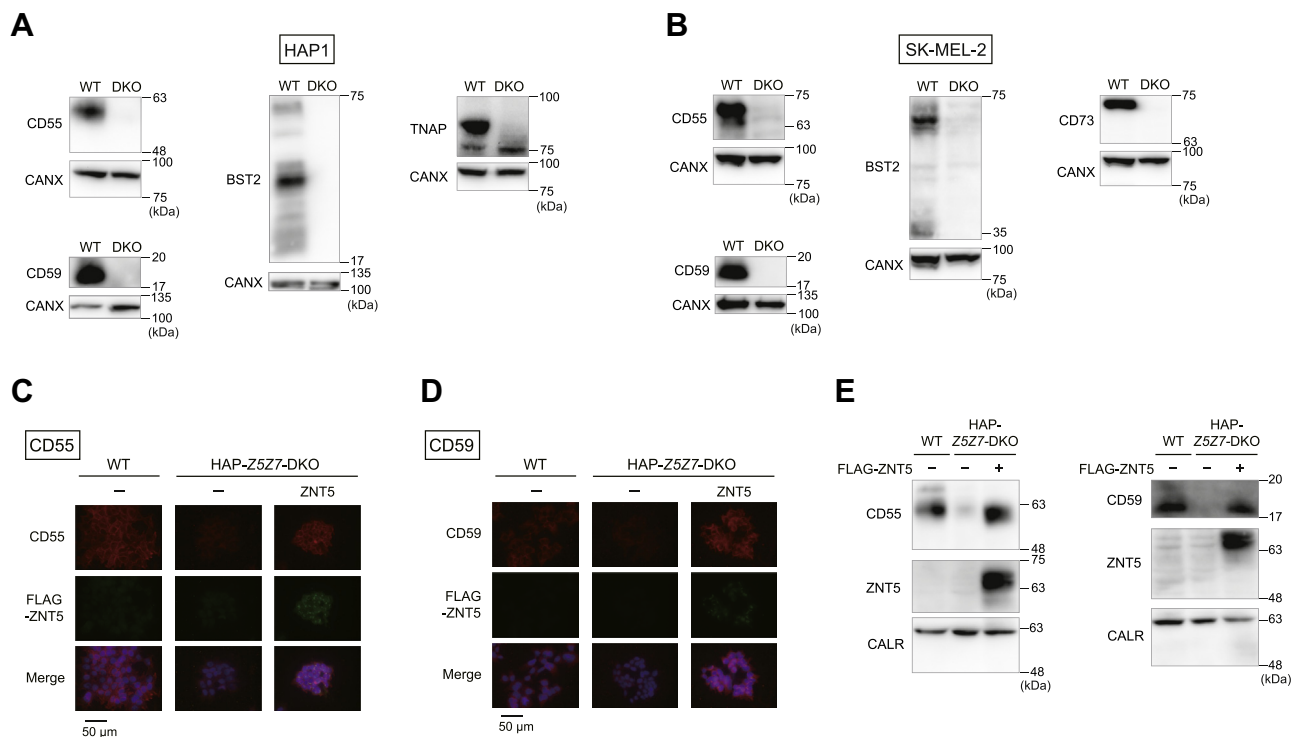 A
HAP1
WT DKO
CD55
63
48
CANX
100
75
(kDa)
WT DKO
CD59
20
17
CANX
135
100
(kDa)
WT DKO
BST2
75
17
CANX
135
100
(kDa)
WT DKO
TNAP
100
75
CANX
100
75
(kDa)
B
SK-MEL-2
WT DKO
CD55
75
63
CANX
100
75
(kDa)
WT DKO
CD59
20
17
CANX
135
100
(kDa)
WT DKO
BST2
35
CANX
100
75
(kDa)
WT DKO
CD73
75
63
CANX
100
75
(kDa)
C
CD55
WT HAP-Z5Z7-DKO
– – ZNT5
CD55
FLAG
-ZNT5
Merge
50 µm
D
CD59
WT HAP-Z5Z7-DKO
– – ZNT5
CD59
FLAG
-ZNT5
Merge
50 µm
E
HAP-
WT Z5Z7-DKO
FLAG-ZNT5 – – +
CD55
63
48
ZNT5
75
63
CALR
63
48
(kDa)
HAP-
WT Z5Z7-DKO
FLAG-ZNT5 – – +
CD59
20
17
ZNT5
63
48
CALR
63
48
(kDa)